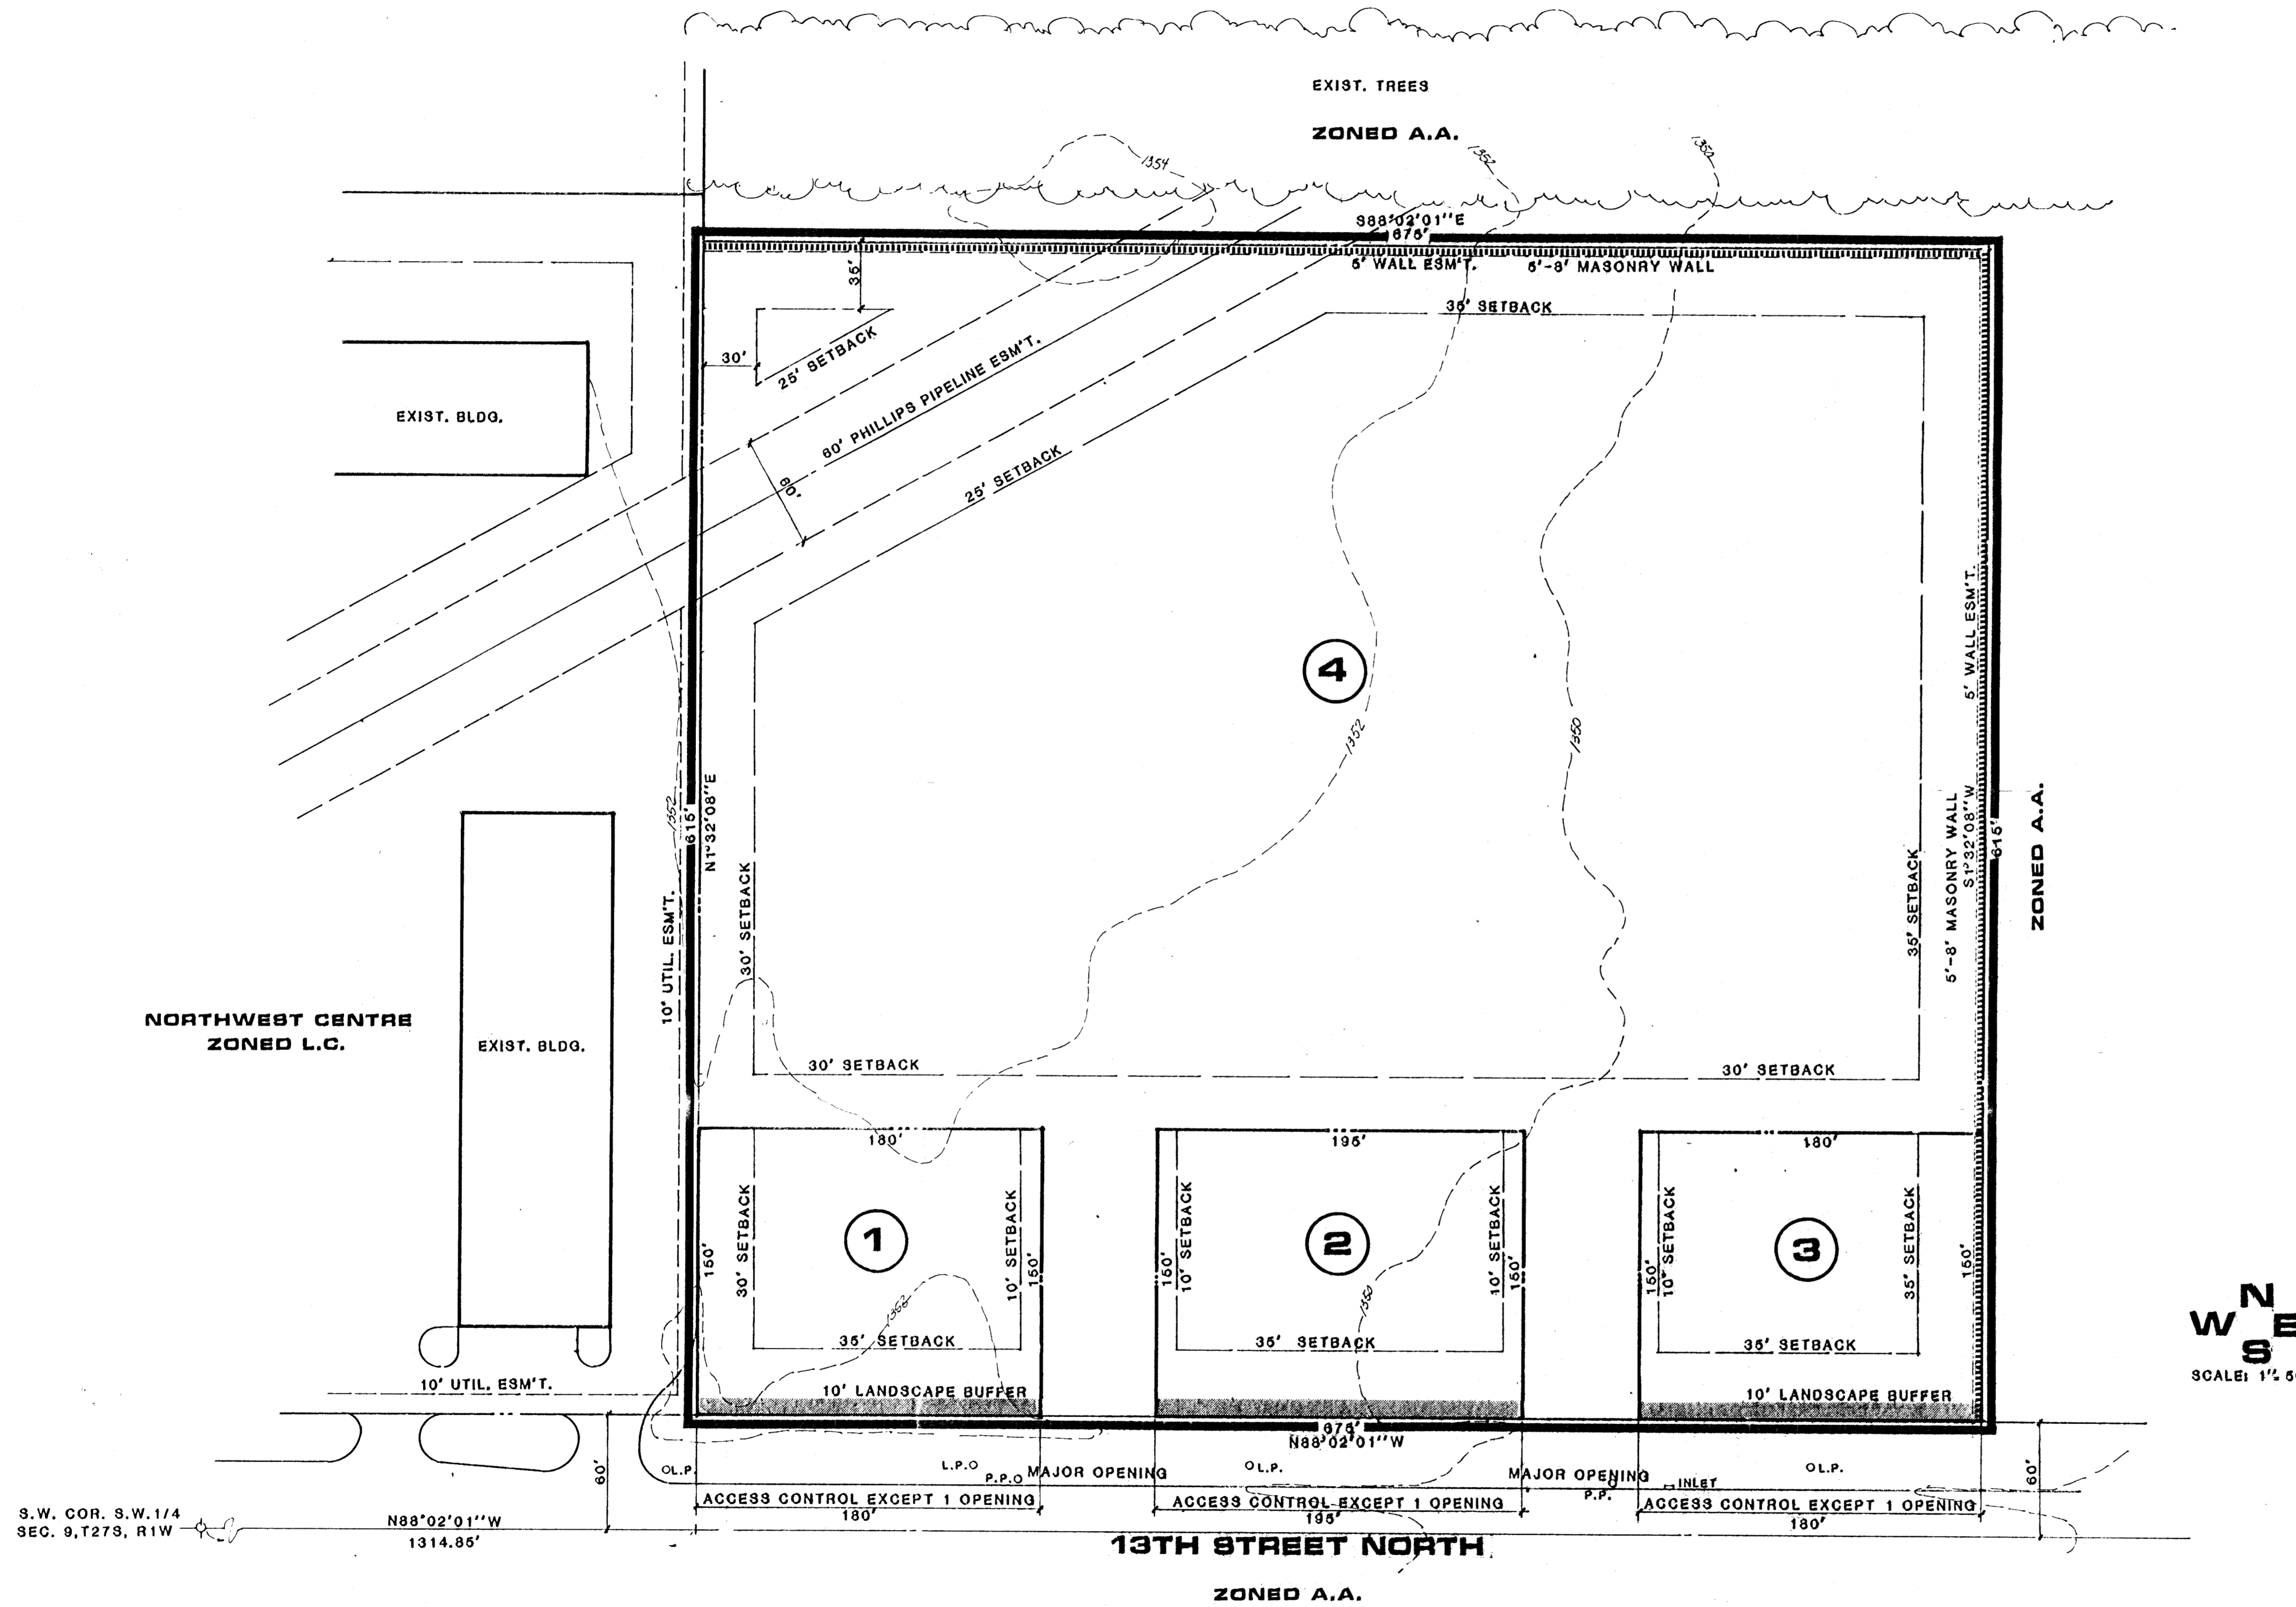 EXIST. TREES
ZONED A.A.
1354
1352
1350
S88°02'01"E
675'
5' WALL ESM'T.
5'-8' MASONRY WALL
35'
35' SETBACK
30'
25' SETBACK
60' PHILLIPS PIPELINE ESM'T.
60'
25' SETBACK
EXIST. BLDG.
4
1352
1350
5' WALL ESM'T.
5'-8' MASONRY WALL
S1°32'08"W
615'
35' SETBACK
ZONED A.A.
1352
615'
N1°32'08"E
10' UTIL. ESM'T.
30' SETBACK
NORTHWEST CENTRE
ZONED L.C.
EXIST. BLDG.
30' SETBACK
30' SETBACK
180'
195'
180'
150'
30' SETBACK
1
10' SETBACK
150'
150'
10' SETBACK
2
10' SETBACK
150'
150'
10' SETBACK
3
35' SETBACK
150'
1352
1350
35' SETBACK
35' SETBACK
35' SETBACK
N
W E
S
10' UTIL. ESM'T.
10' LANDSCAPE BUFFER
10' LANDSCAPE BUFFER
675'
N88°02'01"W
60'
L.P.
L.P.
P.P.
MAJOR OPENING
L.P.
MAJOR OPENING
P.P.
INLET
L.P.
60'
ACCESS CONTROL EXCEPT 1 OPENING
ACCESS CONTROL EXCEPT 1 OPENING
ACCESS CONTROL EXCEPT 1 OPENING
180'
195'
180'
S.W. COR. S.W.1/4
SEC. 9,T27S, R1W
N88°02'01"W
1314.85'
13TH STREET NORTH
ZONED A.A.